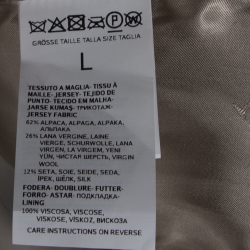 GRÖSSE TAILLE TALLA SIZE TAGLIA
L
TESSUTO A MAGLIA- TISSU À
MAILLE- JERSEY- TEJIDO DE
PUNTO- TECIDO EM MALHA-
JARSE KUMAŞ- ТРИКОТАЖ-
JERSEY FABRIC
62% ALPACA, ALPAGA, ALPAKA,
АЛЬПАКА
26% LANA VERGINE, LAINE
VIERGE, SCHURWOLLE, LANA
VIRGEN, LA VIRGEM, YENİ
YÜN, ЧИСТАЯ ШЕРСТЬ, VIRGIN
WOOL
12% SETA, SOIE, SEIDE, SEDA,
İPEK, ШЁЛК, SILK
FODERA- DOUBLURE- FUTTER-
FORRO- ASTAR- ПОДКЛАДКА-
LINING
100% VISCOSA, VISCOSE,
VISKOSE, VİSKOZ, ВИСКОЗА
CARE INSTRUCTIONS ON REVERSE